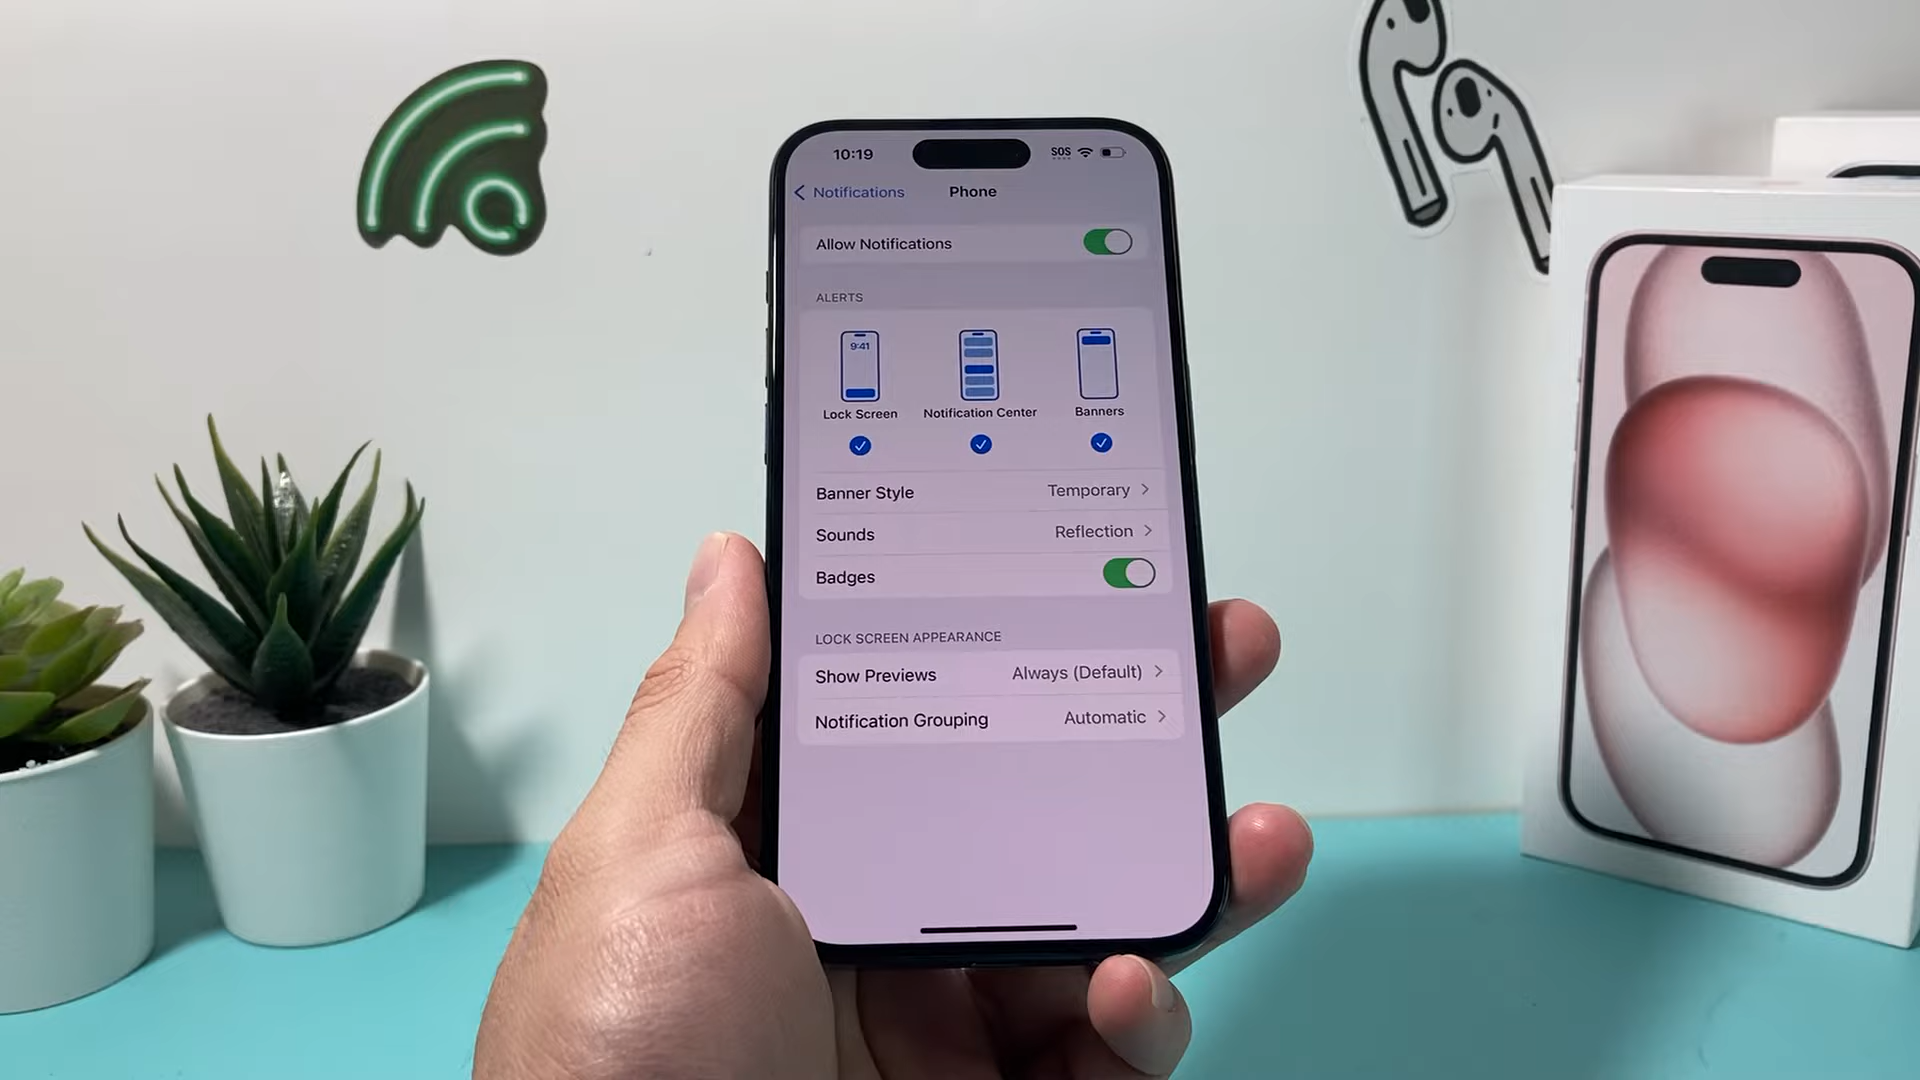 10:19 SOS
Notifications Phone
Allow Notifications
ALERTS
9:41
Lock Screen Notification Center Banners
Banner Style Temporary
Sounds Reflection
Badges
LOCK SCREEN APPEARANCE
Show Previews Always (Default)
Notification Grouping Automatic